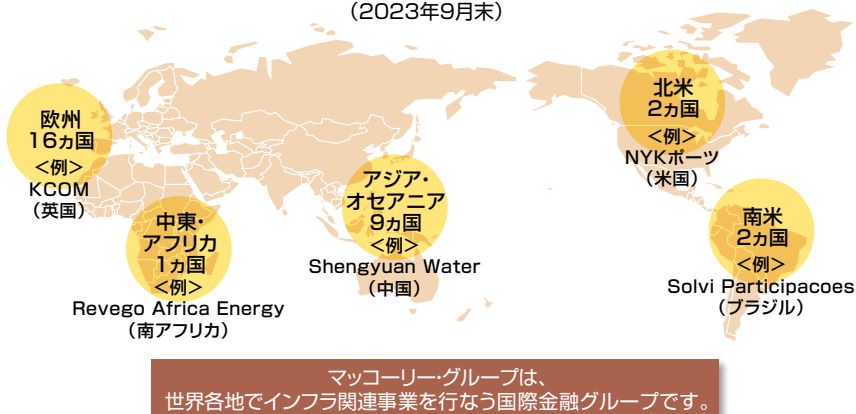 （2023年9月末）
欧州
16ヵ国
＜例＞
KCOM
（英国）
中東・
アフリカ
1ヵ国
＜例＞
Revego Africa Energy
（南アフリカ）
アジア・
オセアニア
9ヵ国
＜例＞
Shengyuan Water
（中国）
北米
2ヵ国
＜例＞
NYKポーツ
（米国）
南米
2ヵ国
＜例＞
Solvi Participacoes
（ブラジル）
マッコーリー・グループは、
世界各地でインフラ関連事業を行なう国際金融グループです。